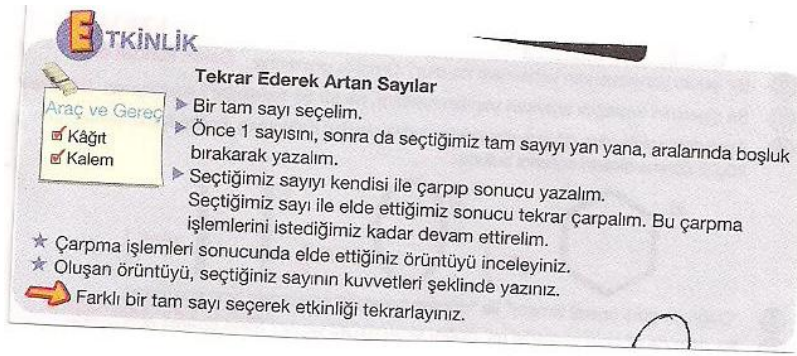 ETKİNLİK
Tekrar Ederek Artan Sayılar
Araç ve Gereç
Kâğıt
Kalem
Bir tam sayı seçelim.
Önce 1 sayısını, sonra da seçtiğimiz tam sayıyı yan yana, aralarında boşluk
bırakarak yazalım.
Seçtiğimiz sayıyı kendisi ile çarpıp sonucu yazalım.
Seçtiğimiz sayı ile elde ettiğimiz sonucu tekrar çarpalım. Bu çarpma
işlemlerini istediğimiz kadar devam ettirelim.
Çarpma işlemleri sonucunda elde ettiğiniz örüntüyü inceleyiniz.
Oluşan örüntüyü, seçtiğiniz sayının kuvvetleri şeklinde yazınız.
Farklı bir tam sayı seçerek etkinliği tekrarlayınız.